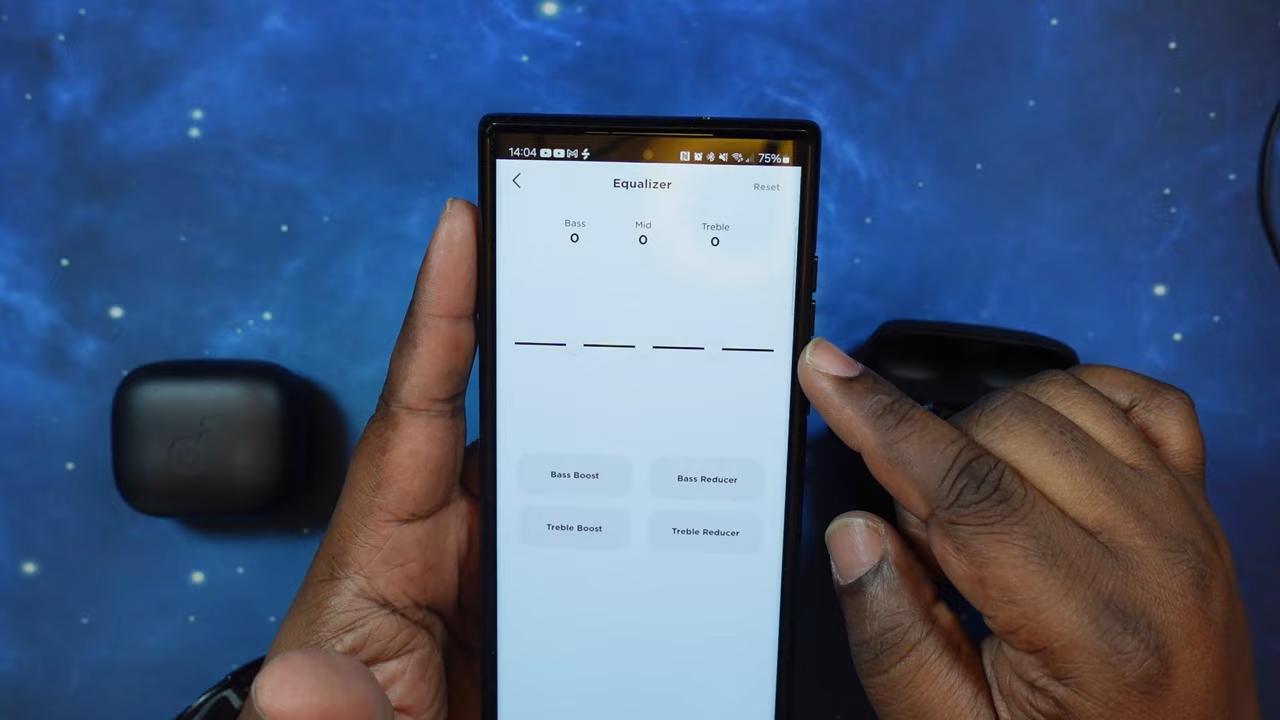 14:04 75%
Equalizer Reset
Bass Mid Treble
0 0 0
Bass Boost Bass Reducer
Treble Boost Treble Reducer